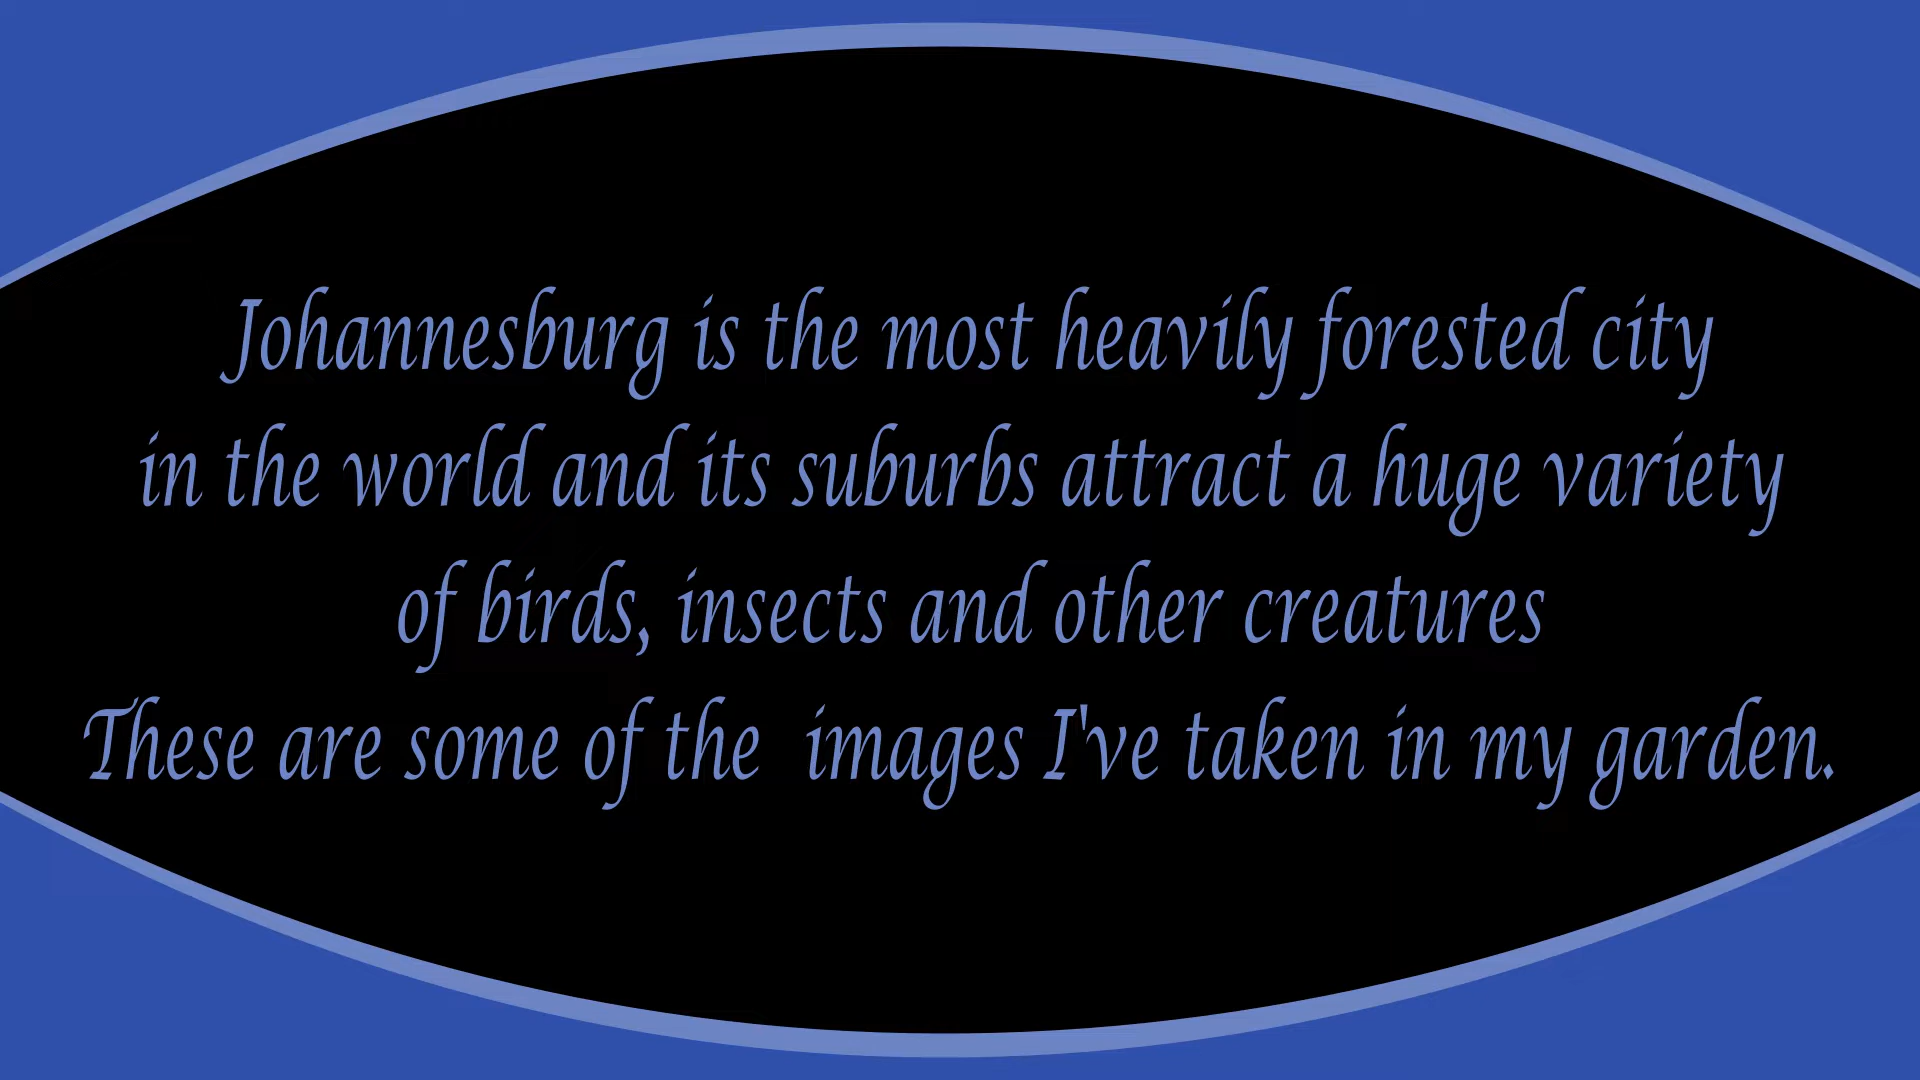 Johannesburg is the most heavily forested city
in the world and its suburbs attract a huge variety
of birds, insects and other creatures
These are some of the  images I've taken in my garden.